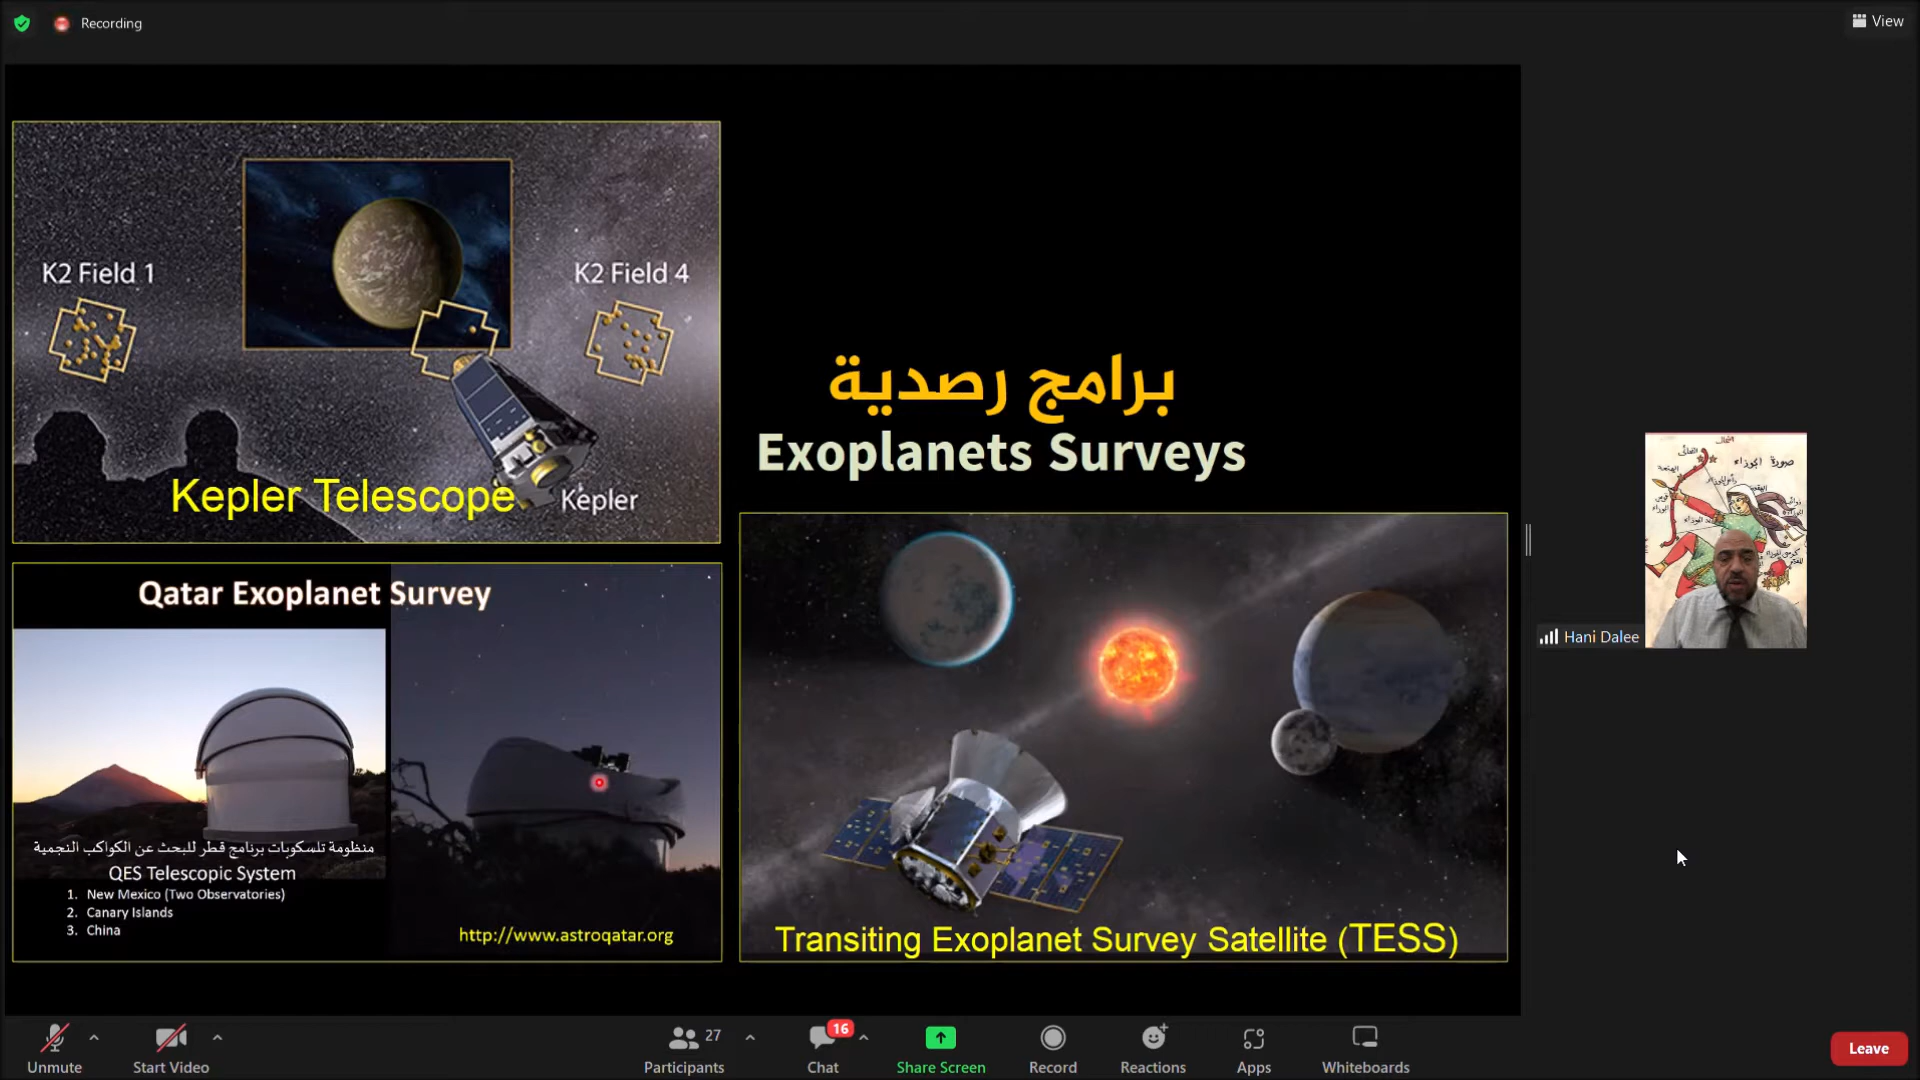 Recording
View
K2 Field 1
K2 Field 4
Kepler Telescope
Kepler
برامج رصدية
Exoplanets Surveys
Qatar Exoplanet Survey
منظومة تلسكوبات برنامج قطر للبحث عن الكواكب النجمية
QES Telescopic System
1. New Mexico (Two Observatories)
2. Canary Islands
3. China
http://www.astroqatar.org
Transiting Exoplanet Survey Satellite (TESS)
صورة الجوزاء
Hani Dalee
Unmute
Start Video
27
Participants
16
Chat
Share Screen
Record
Reactions
Apps
Whiteboards
Leave